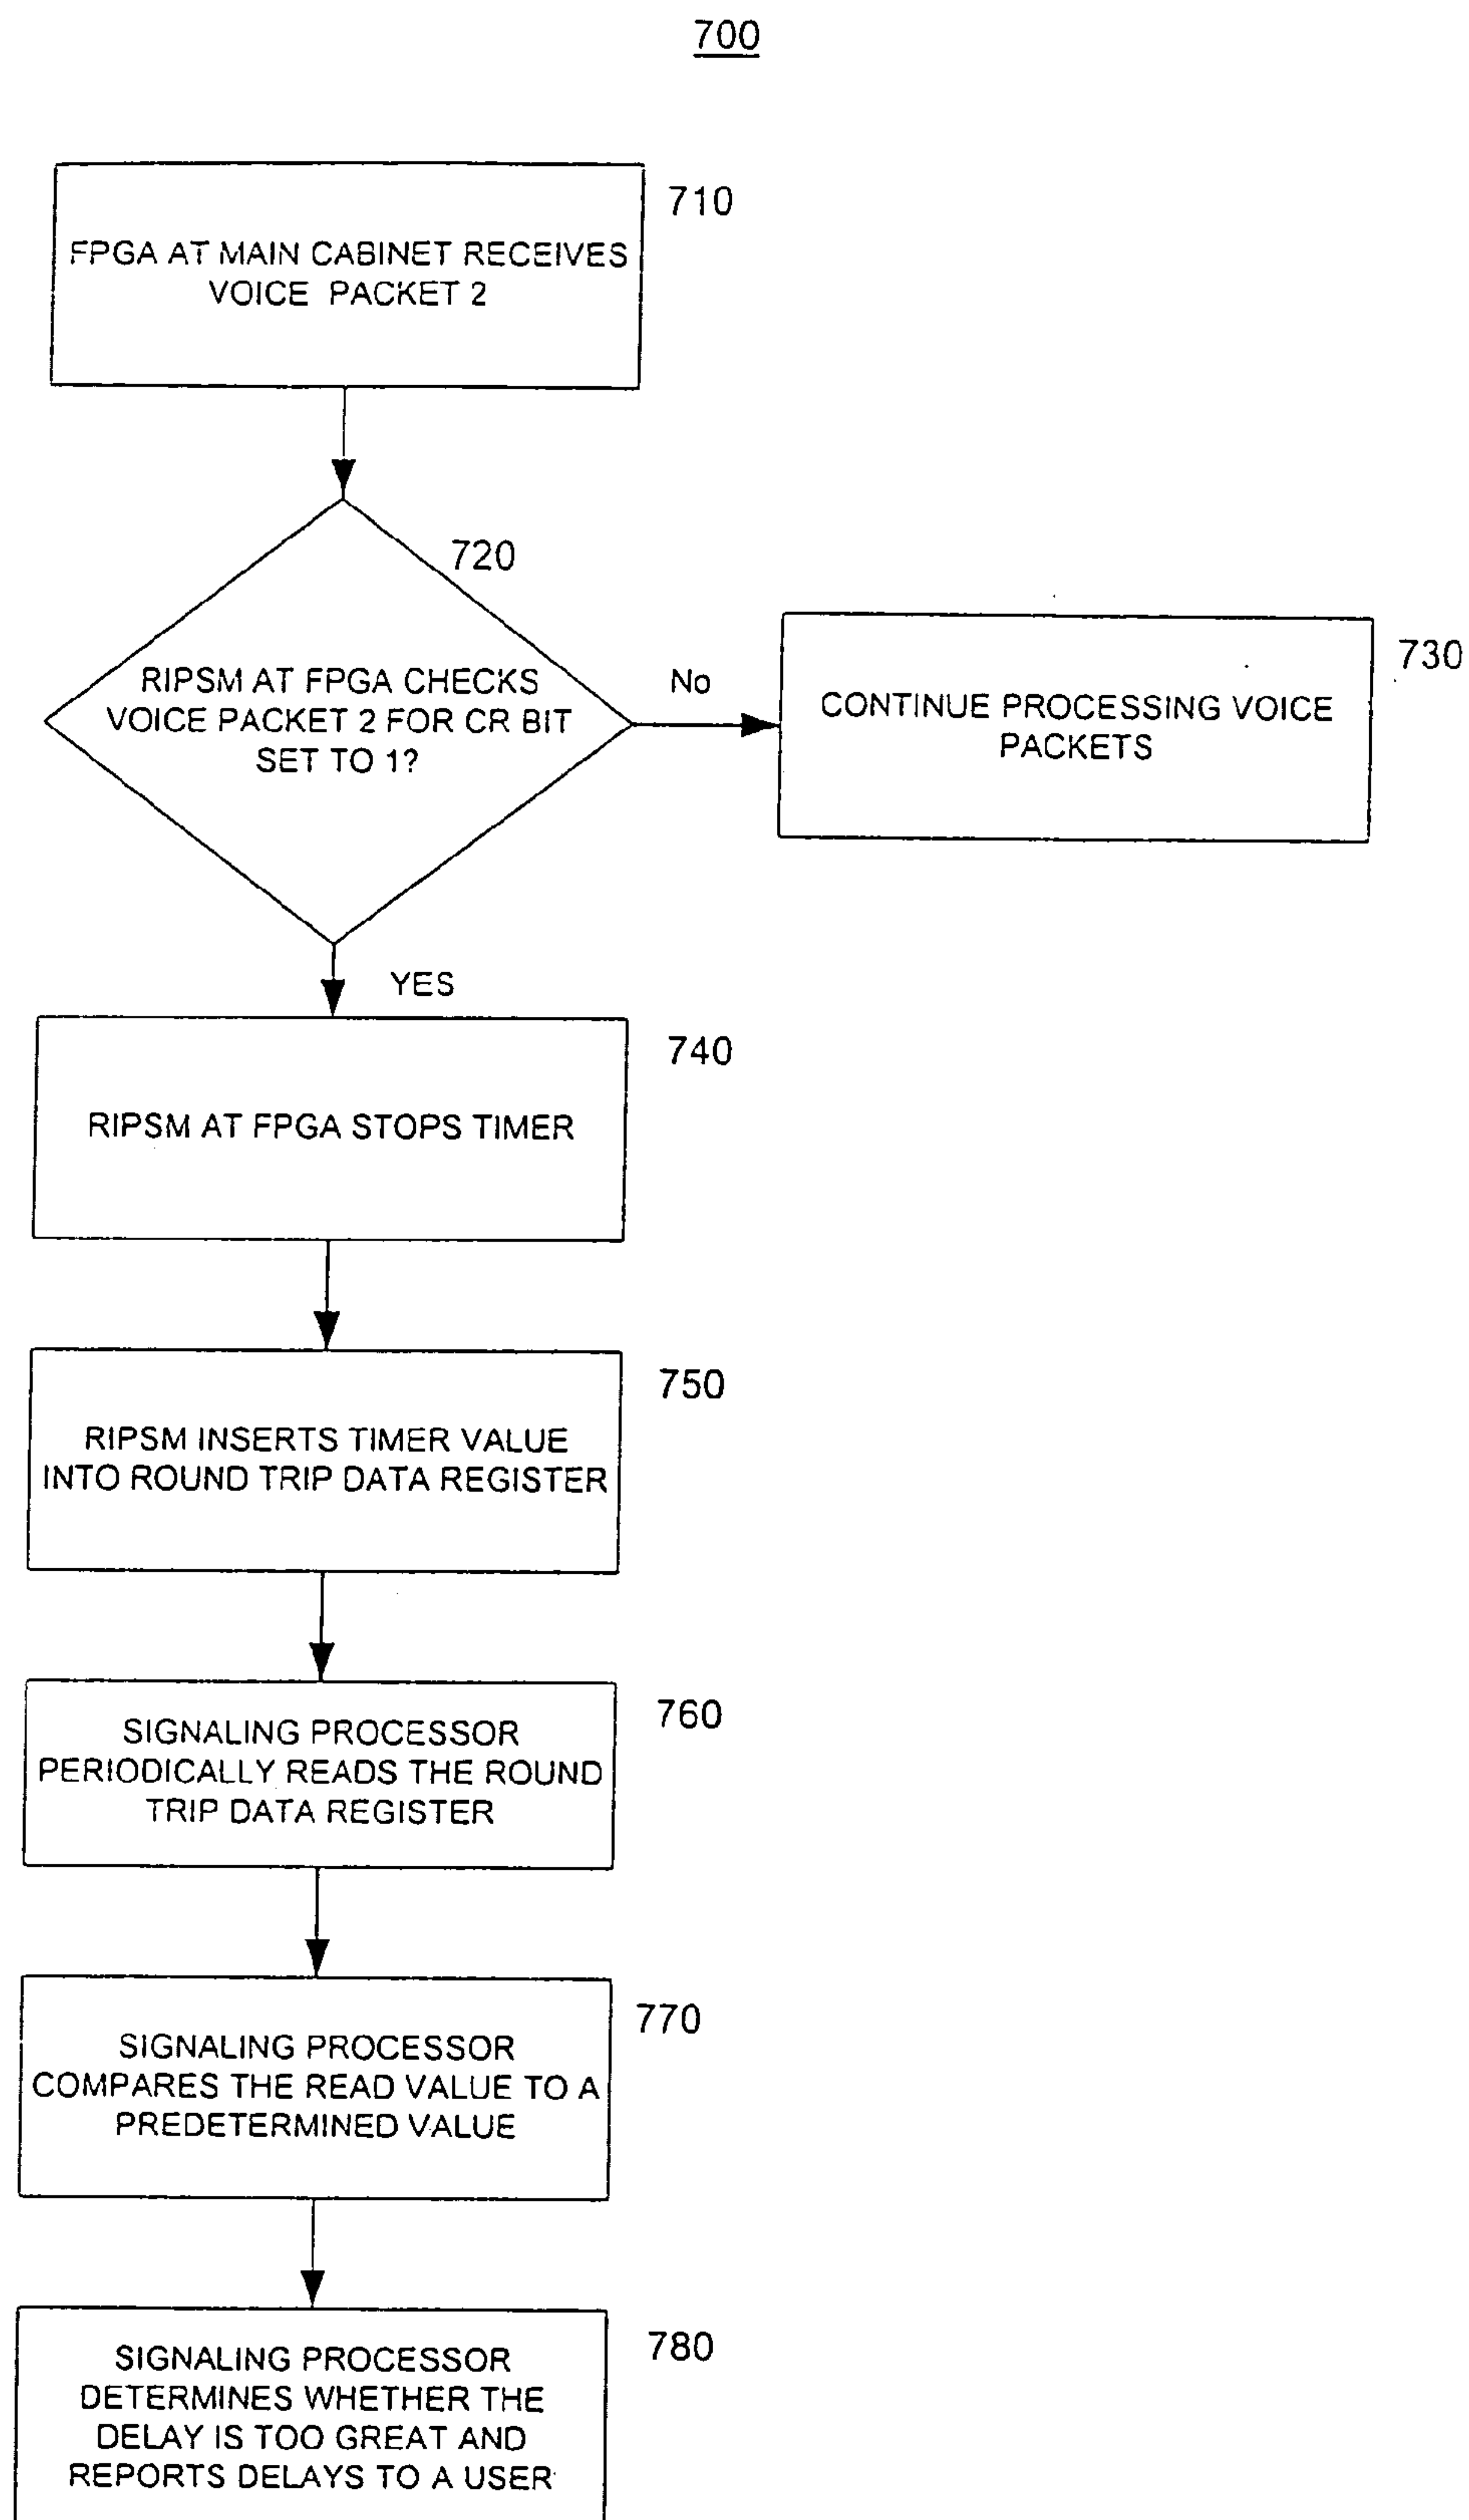 700
710
FPGA AT MAIN CABINET RECEIVES
VOICE PACKET 2
720
RIPSM AT FPGA CHECKS
VOICE PACKET 2 FOR CR BIT
SET TO 1?
No
730
CONTINUE PROCESSING VOICE
PACKETS
YES
740
RIPSM AT FPGA STOPS TIMER
750
RIPSM INSERTS TIMER VALUE
INTO ROUND TRIP DATA REGISTER
760
SIGNALING PROCESSOR
PERIODICALLY READS THE ROUND
TRIP DATA REGISTER
770
SIGNALING PROCESSOR
COMPARES THE READ VALUE TO A
PREDETERMINED VALUE
780
SIGNALING PROCESSOR
DETERMINES WHETHER THE
DELAY IS TOO GREAT AND
REPORTS DELAYS TO A USER